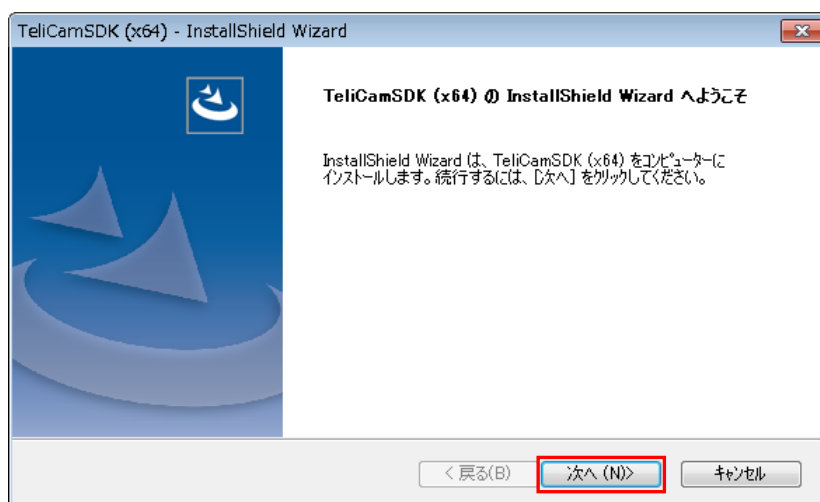 TeliCamSDK (x64) - InstallShield Wizard
TeliCamSDK (x64) の InstallShield Wizard へようこそ
InstallShield Wizard は、TeliCamSDK (x64) をコンピューターに
インストールします。続行するには、[次へ] をクリックしてください。
< 戻る(B)
次へ (N)>
キャンセル